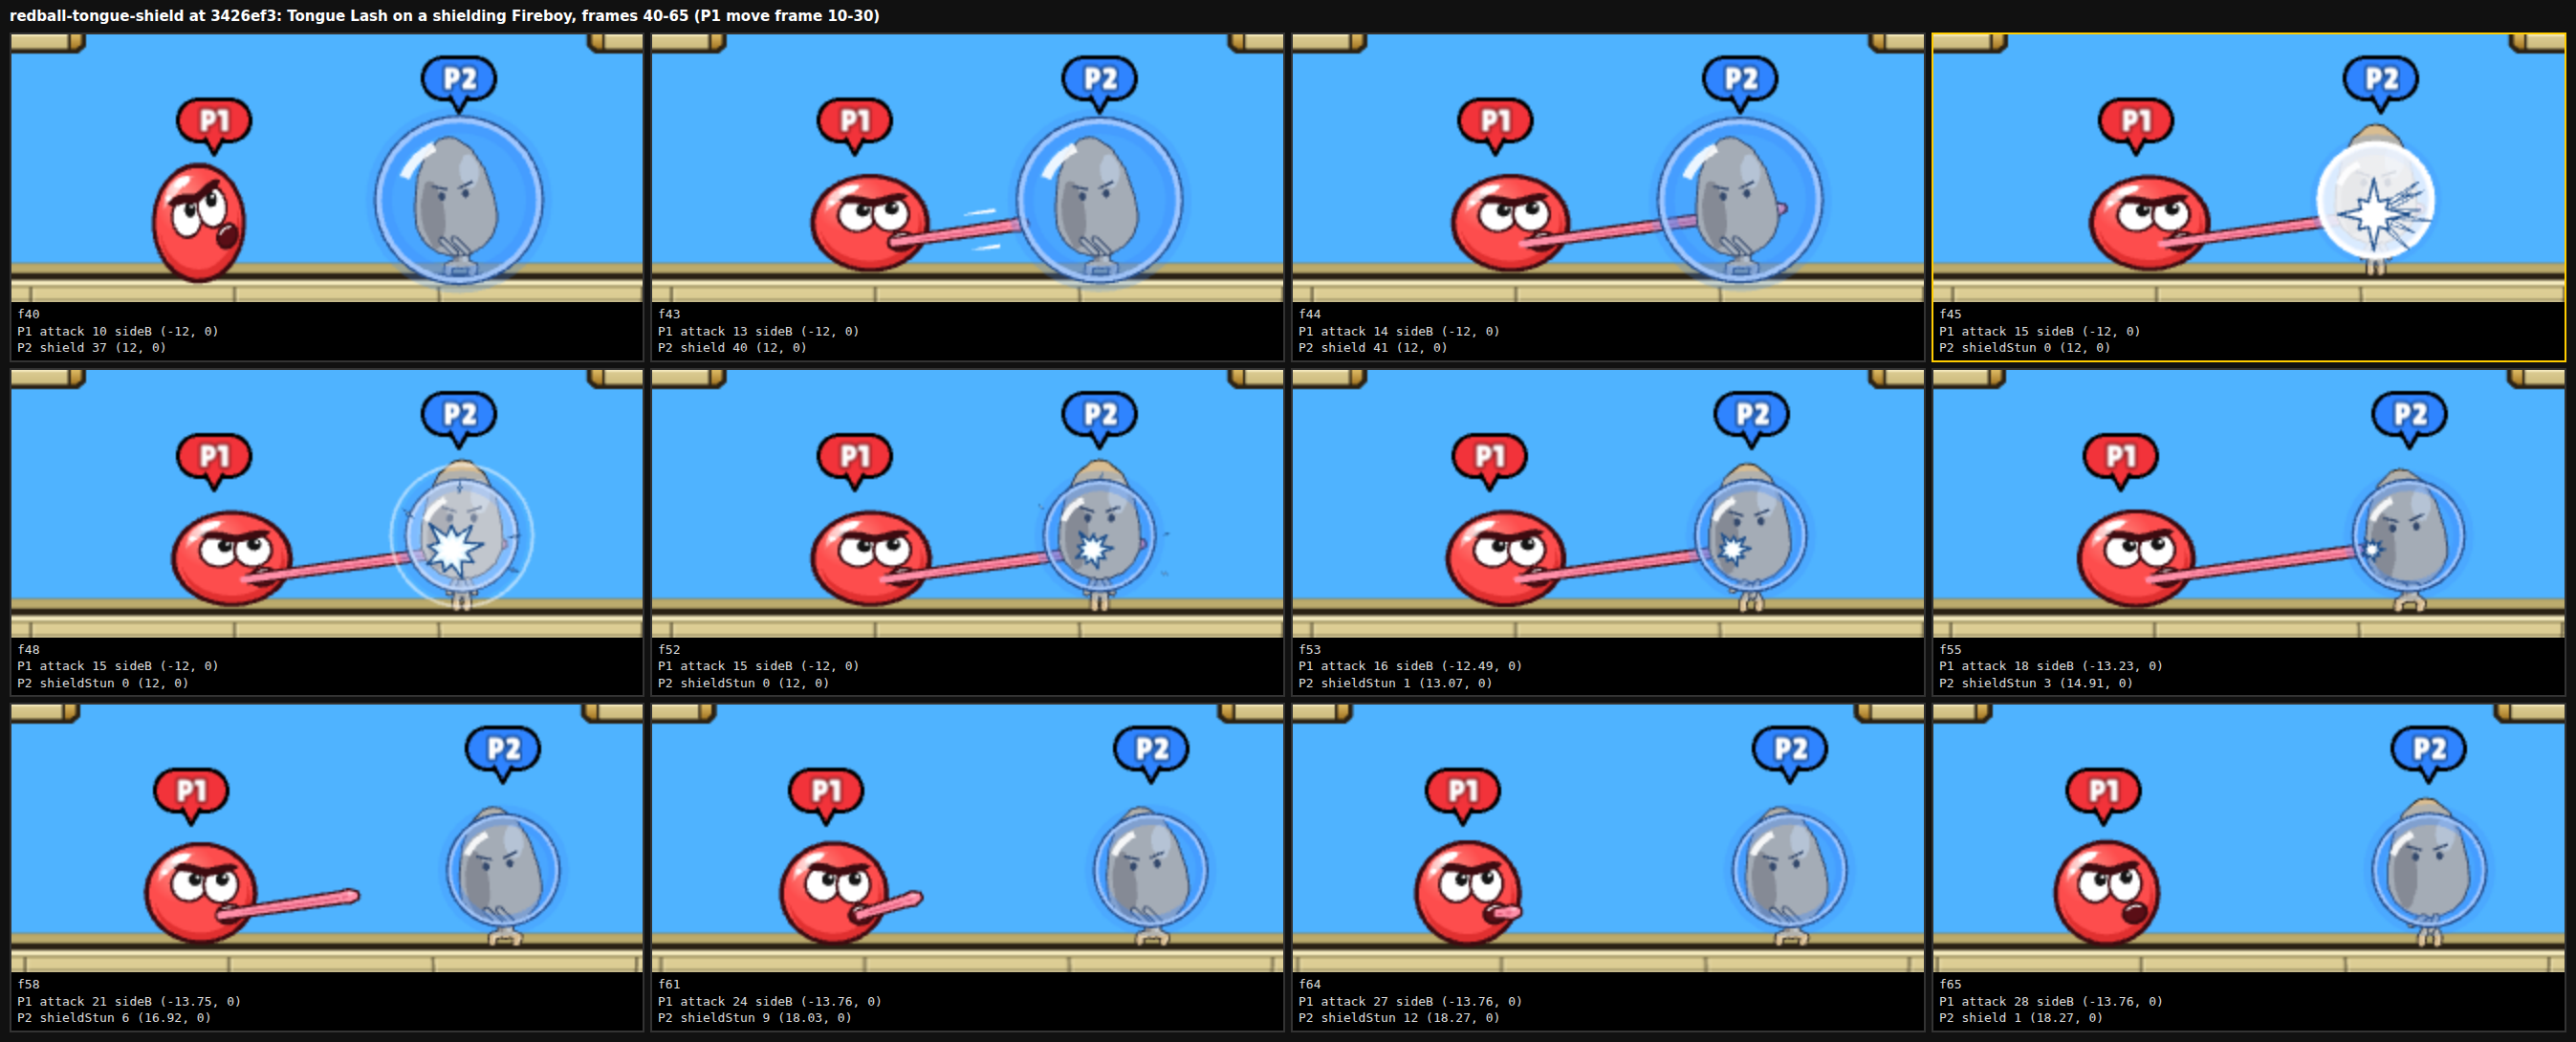 redball-tongue-shield at 3426ef3: Tongue Lash on a shielding Fireboy, frames 40-65 (P1 move frame 10-30)
P1 P2
P1 P2
P1 P2
P1 P2
f40
P1 attack 10 sideB (-12, 0)
P2 shield 37 (12, 0)
f43
P1 attack 13 sideB (-12, 0)
P2 shield 40 (12, 0)
f44
P1 attack 14 sideB (-12, 0)
P2 shield 41 (12, 0)
f45
P1 attack 15 sideB (-12, 0)
P2 shieldStun 0 (12, 0)
P1 P2
P1 P2
P1 P2
P1 P2
f48
P1 attack 15 sideB (-12, 0)
P2 shieldStun 0 (12, 0)
f52
P1 attack 15 sideB (-12, 0)
P2 shieldStun 0 (12, 0)
f53
P1 attack 16 sideB (-12.49, 0)
P2 shieldStun 1 (13.07, 0)
f55
P1 attack 18 sideB (-13.23, 0)
P2 shieldStun 3 (14.91, 0)
P1 P2
P1 P2
P1 P2
P1 P2
f58
P1 attack 21 sideB (-13.75, 0)
P2 shieldStun 6 (16.92, 0)
f61
P1 attack 24 sideB (-13.76, 0)
P2 shieldStun 9 (18.03, 0)
f64
P1 attack 27 sideB (-13.76, 0)
P2 shieldStun 12 (18.27, 0)
f65
P1 attack 28 sideB (-13.76, 0)
P2 shield 1 (18.27, 0)